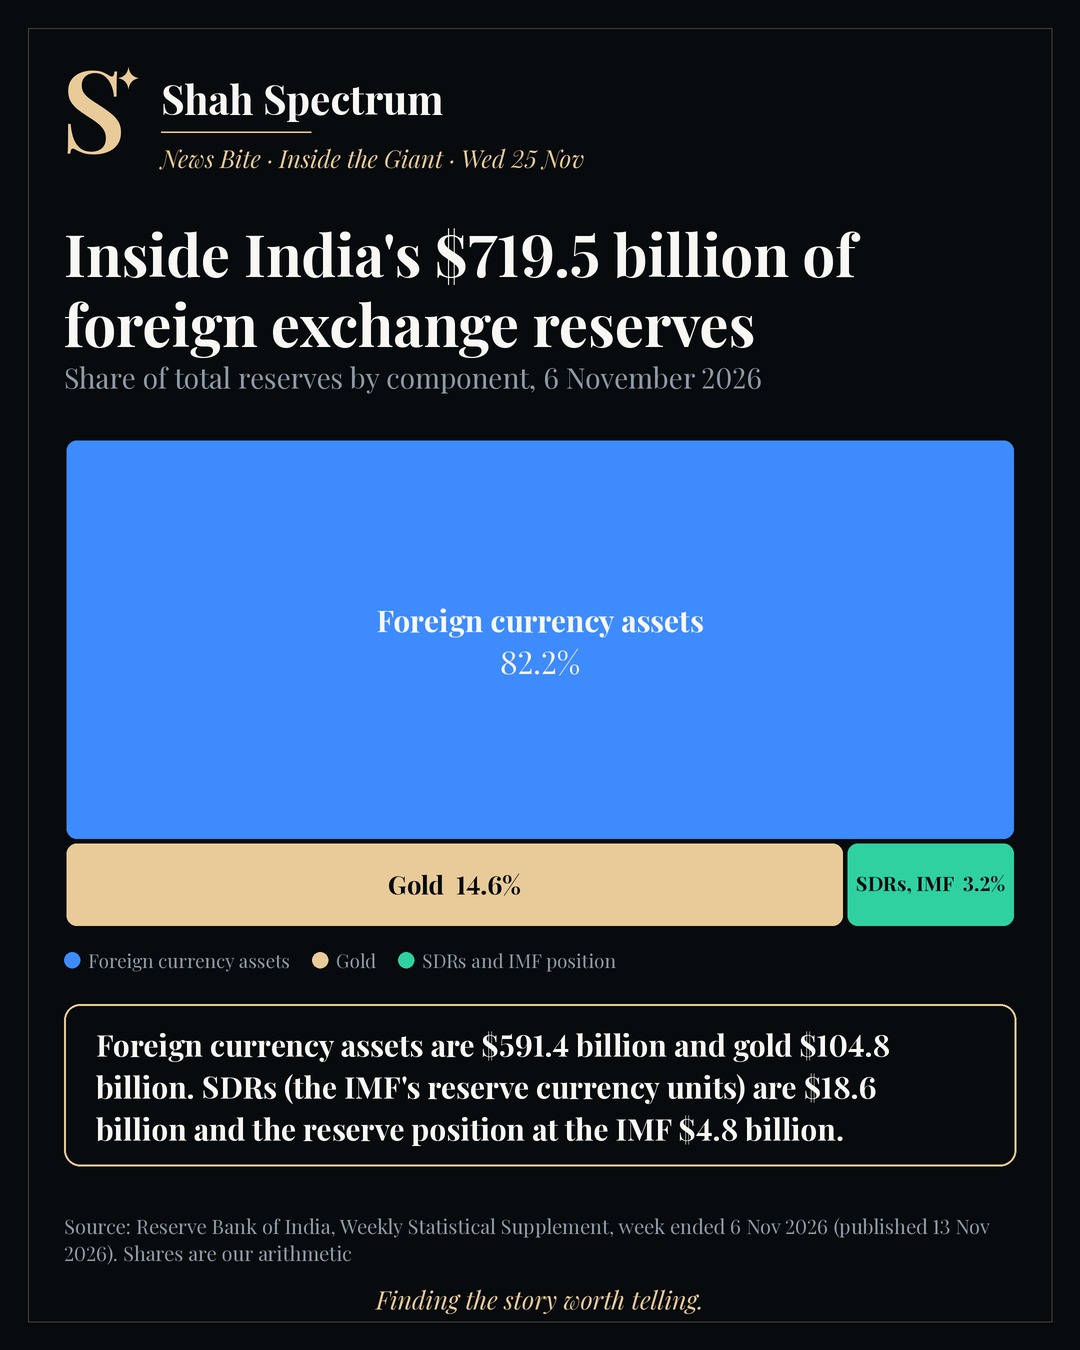 S
Shah Spectrum
News Bite · Inside the Giant · Wed 25 Nov
Inside India's $719.5 billion of
foreign exchange reserves
Share of total reserves by component, 6 November 2026
Foreign currency assets
82.2%
Gold 14.6%
SDRs, IMF 3.2%
Foreign currency assets
Gold
SDRs and IMF position
Foreign currency assets are $591.4 billion and gold $104.8
billion. SDRs (the IMF's reserve currency units) are $18.6
billion and the reserve position at the IMF $4.8 billion.
Source: Reserve Bank of India, Weekly Statistical Supplement, week ended 6 Nov 2026 (published 13 Nov
2026). Shares are our arithmetic
Finding the story worth telling.